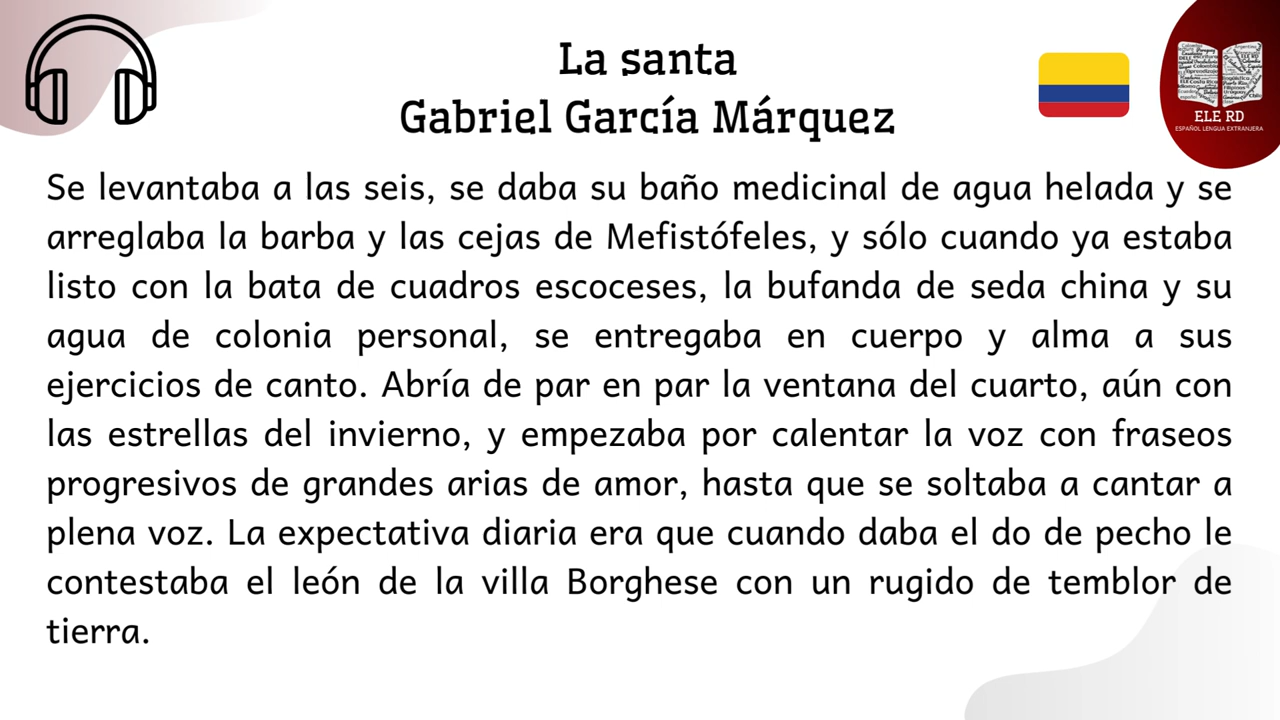 La santa
Gabriel García Márquez
ELE RD
ESPAÑOL LENGUA EXTRANJERA
Se levantaba a las seis, se daba su baño medicinal de agua helada y se
arreglaba la barba y las cejas de Mefistófeles, y sólo cuando ya estaba
listo con la bata de cuadros escoceses, la bufanda de seda china y su
agua de colonia personal, se entregaba en cuerpo y alma a sus
ejercicios de canto. Abría de par en par la ventana del cuarto, aún con
las estrellas del invierno, y empezaba por calentar la voz con fraseos
progresivos de grandes arias de amor, hasta que se soltaba a cantar a
plena voz. La expectativa diaria era que cuando daba el do de pecho le
contestaba el león de la villa Borghese con un rugido de temblor de
tierra.